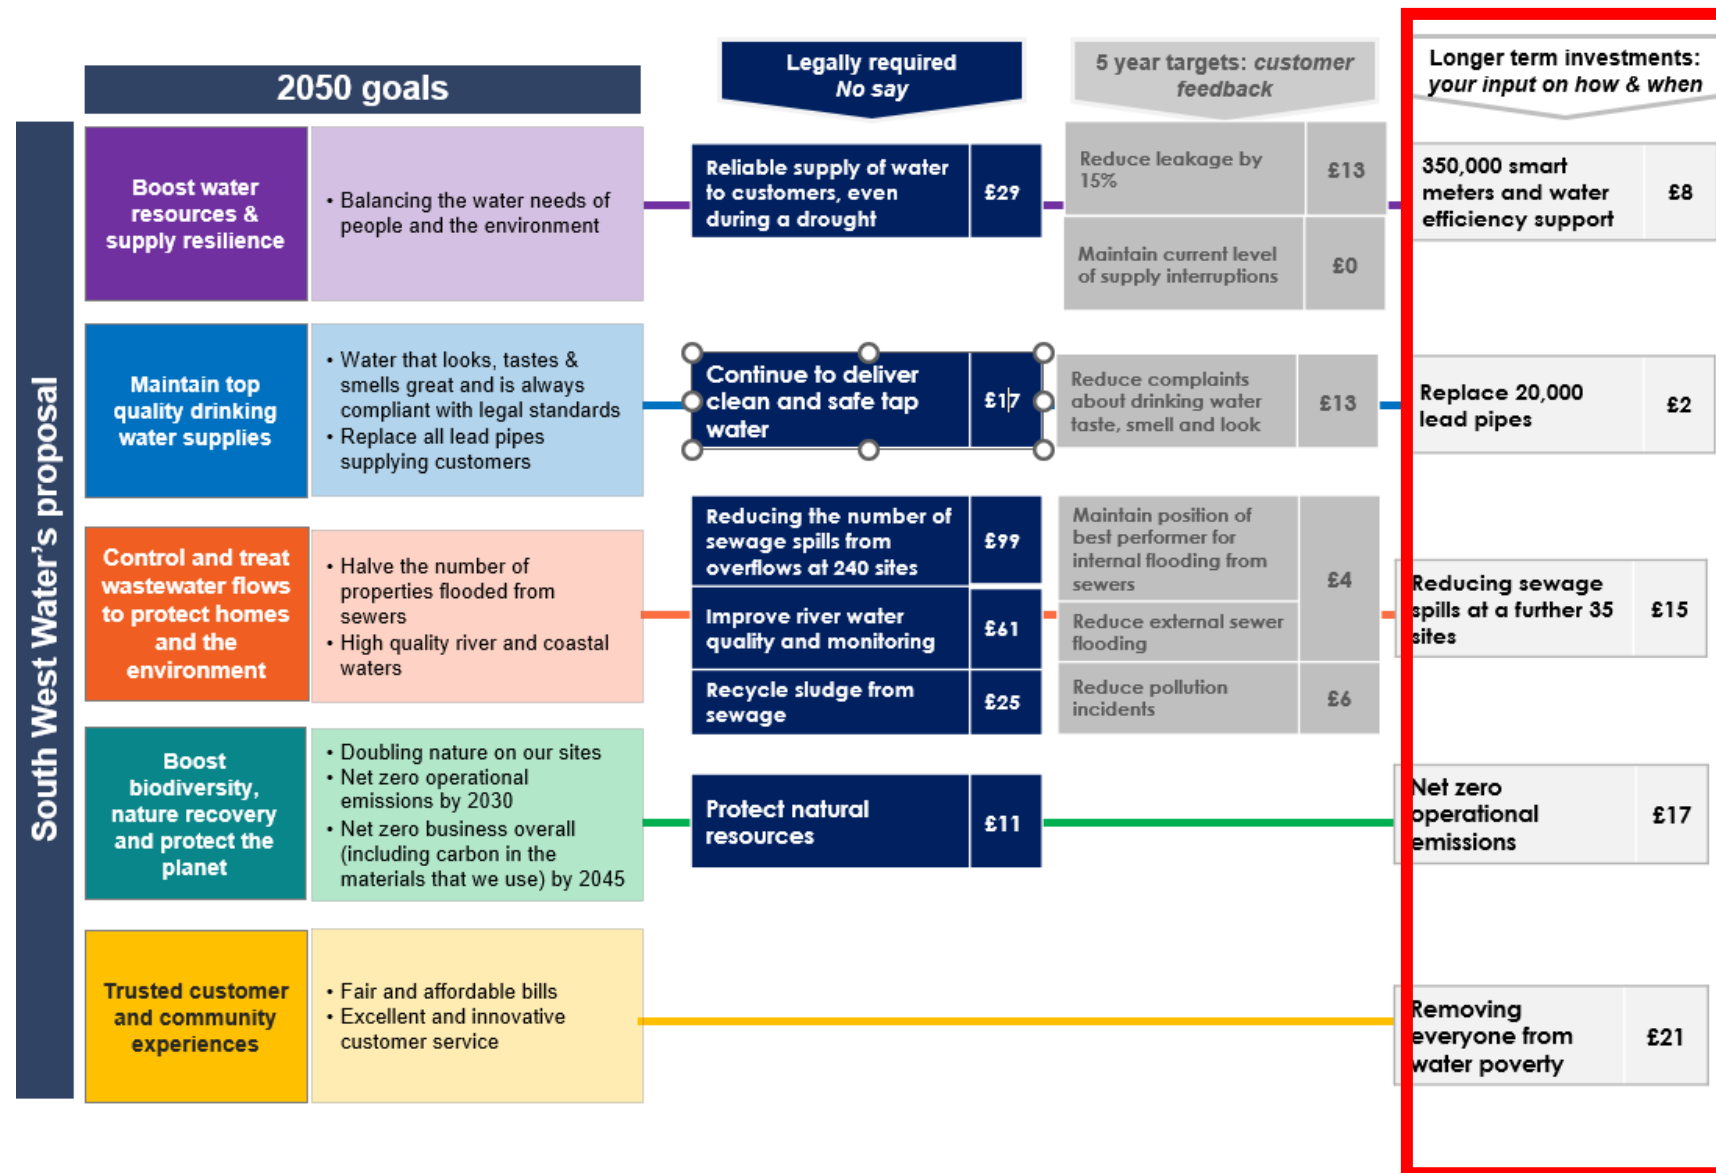 South West Water's proposal
2050 goals
Legally required
No say
5 year targets: customer
feedback
Longer term investments:
your input on how & when
Boost water
resources &
supply resilience
• Balancing the water needs of
people and the environment
Reliable supply of water
to customers, even
during a drought
£29
Reduce leakage by
15%
£13
Maintain current level
of supply interruptions
£0
350,000 smart
meters and water
efficiency support
£8
Maintain top
quality drinking
water supplies
• Water that looks, tastes &
smells great and is always
compliant with legal standards
• Replace all lead pipes
supplying customers
Continue to deliver
clean and safe tap
water
£17
Reduce complaints
about drinking water
taste, smell and look
£13
Replace 20,000
lead pipes
£2
Control and treat
wastewater flows
to protect homes
and the
environment
• Halve the number of
properties flooded from
sewers
• High quality river and coastal
waters
Reducing the number of
sewage spills from
overflows at 240 sites
£99
Improve river water
quality and monitoring
£61
Recycle sludge from
sewage
£25
Maintain position of
best performer for
internal flooding from
sewers
Reduce external sewer
flooding
£4
Reduce pollution
incidents
£6
Reducing sewage
spills at a further 35
sites
£15
Boost
biodiversity,
nature recovery
and protect the
planet
• Doubling nature on our sites
• Net zero operational
emissions by 2030
• Net zero business overall
(including carbon in the
materials that we use) by 2045
Protect natural
resources
£11
Net zero
operational
emissions
£17
Trusted customer
and community
experiences
• Fair and affordable bills
• Excellent and innovative
customer service
Removing
everyone from
water poverty
£21